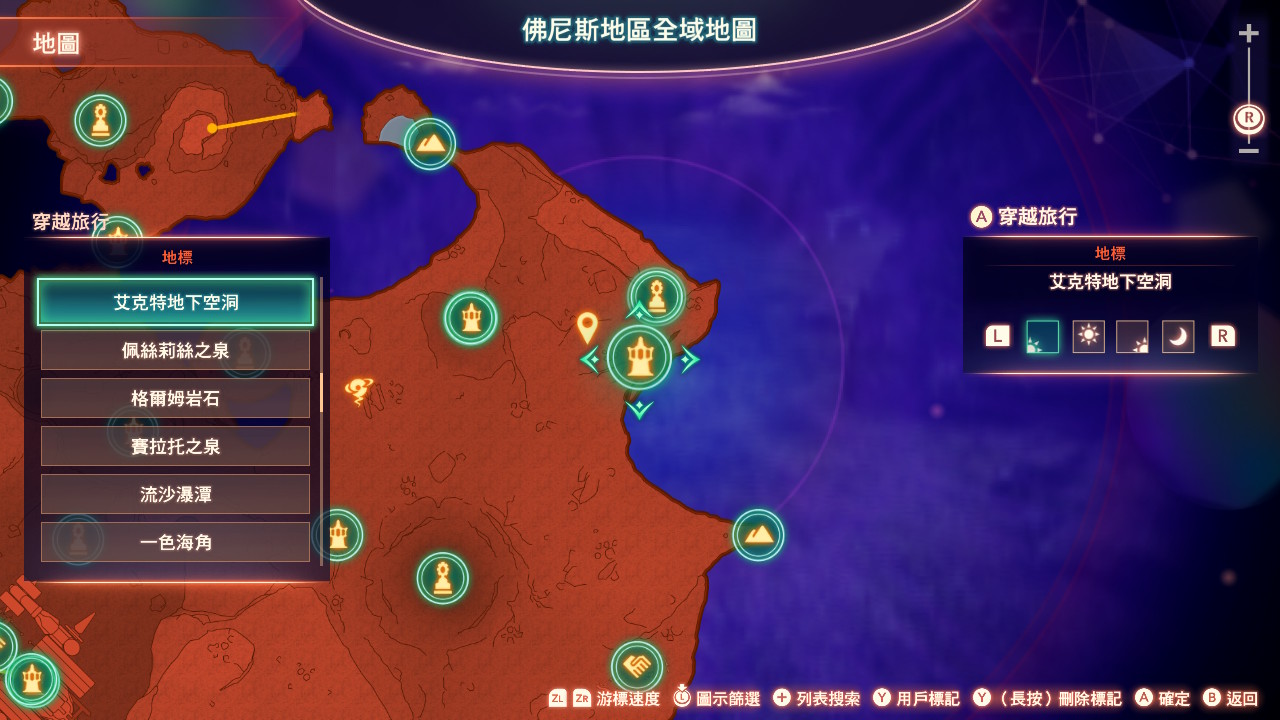 佛尼斯地區全域地圖
地圖
R
穿越旅行
地標
艾克特地下空洞
佩絲莉絲之泉
格爾姆岩石
賽拉托之泉
流沙瀑潭
一色海角
A 穿越旅行
地標
艾克特地下空洞
L R
ZL ZR 游標速度 L 圖示篩選 列表搜索 Y 用戶標記 Y（長按）刪除標記 A 確定 B 返回